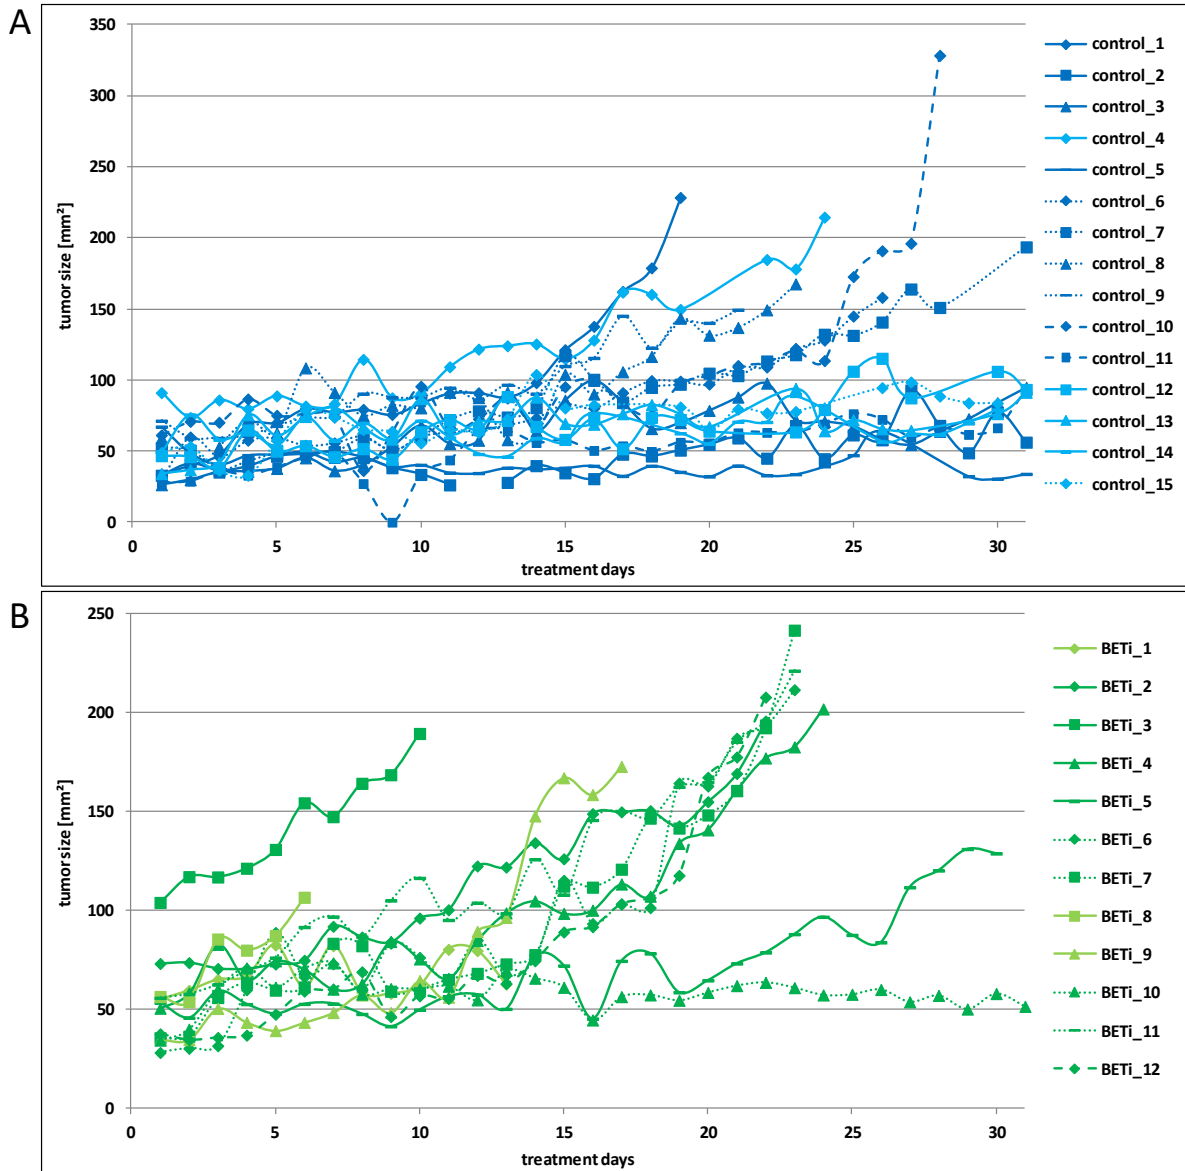 A
350
300
250
200
150
100
50
0
tumor size [mm²]
0 5 10 15 20 25 30
treatment days
control_1
control_2
control_3
control_4
control_5
control_6
control_7
control_8
control_9
control_10
control_11
control_12
control_13
control_14
control_15
B
250
200
150
100
50
0
tumor size [mm²]
0 5 10 15 20 25 30
treatment days
BETi_1
BETi_2
BETi_3
BETi_4
BETi_5
BETi_6
BETi_7
BETi_8
BETi_9
BETi_10
BETi_11
BETi_12